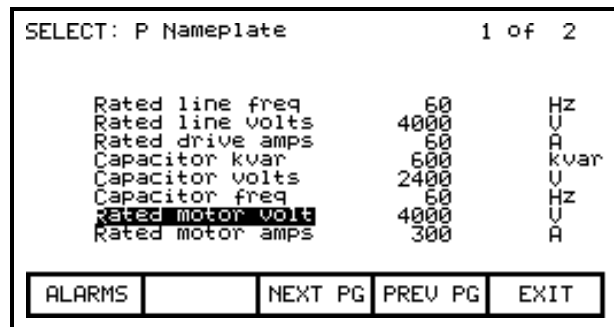 SELECT: P Nameplate 1 of 2
Rated line freq 60 Hz
Rated line volts 4000 V
Rated drive amps 60 A
Capacitor kvar 600 kvar
Capacitor volts 2400 V
Capacitor freq 60 Hz
Rated motor volt 4000 V
Rated motor amps 300 A
ALARMS NEXT PG PREV PG EXIT